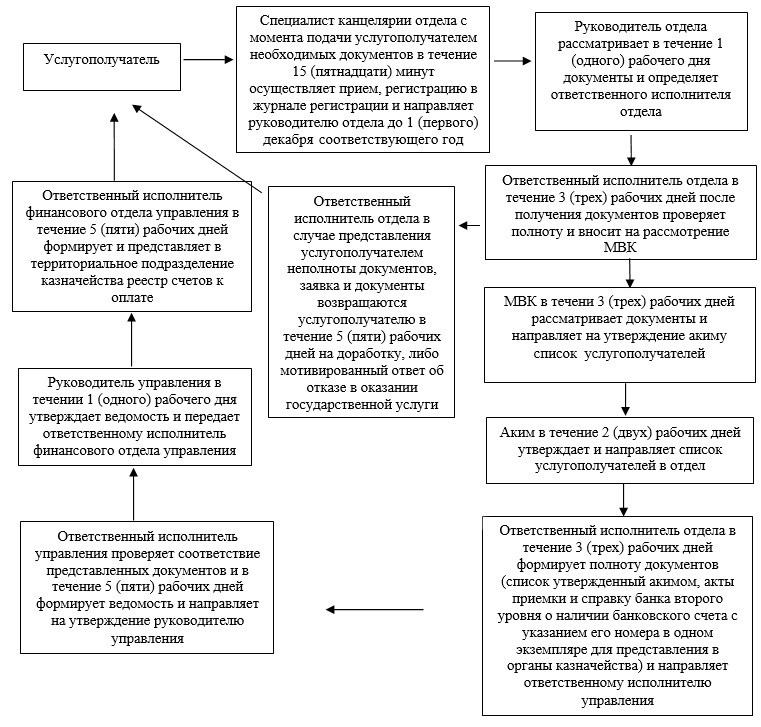 Услугополучатель
Специалист канцелярии отдела с
момента подачи услугополучателем
необходимых документов в течение
15 (пятнадцати) минут
осуществляет прием, регистрацию в
журнале регистрации и направляет
руководителю отдела до 1 (первого)
декабря соответствующего год
Руководитель отдела
рассматривает в течение 1
(одного) рабочего дня
документы и определяет
ответственного исполнителя
отдела
Ответственный исполнитель отдела в
течение 3 (трех) рабочих дней после
получения документов проверяет
полноту и вносит на рассмотрение
МВК
Ответственный
исполнитель отдела в
случае представления
услугополучателем
неполноты документов,
заявка и документы
возвращаются
услугополучателю в
течение 5 (пяти) рабочих
дней на доработку, либо
мотивированный ответ об
отказе в оказании
государственной услуги
МВК в течени 3 (трех) рабочих дней
рассматривает документы и
направляет на утверждение акиму
список услугополучателей
Аким в течение 2 (двух) рабочих дней
утверждает и направляет список
услугополучателей в отдел
Ответственный исполнитель отдела в
течение 3 (трех) рабочих дней
формирует полноту документов
(список утвержденный акимом, акты
приемки и справку банка второго
уровня о наличии банковского счета с
указанием его номера в одном
экземпляре для представления в
органы казначейства) и направляет
ответственному исполнителю
управления
Ответственный исполнитель
управления проверяет соответствие
представленных документов и в
течение 5 (пяти) рабочих дней
формирует ведомость и направляет
на утверждение руководителю
управления
Руководитель управления в
течении 1 (одного) рабочего дня
утверждает ведомость и передает
ответственному исполнитель
финансового отдела управления
Ответственный исполнитель
финансового отдела управления в
течение 5 (пяти) рабочих дней
формирует и представляет в
территориальное подразделение
казначейства реестр счетов к
оплате